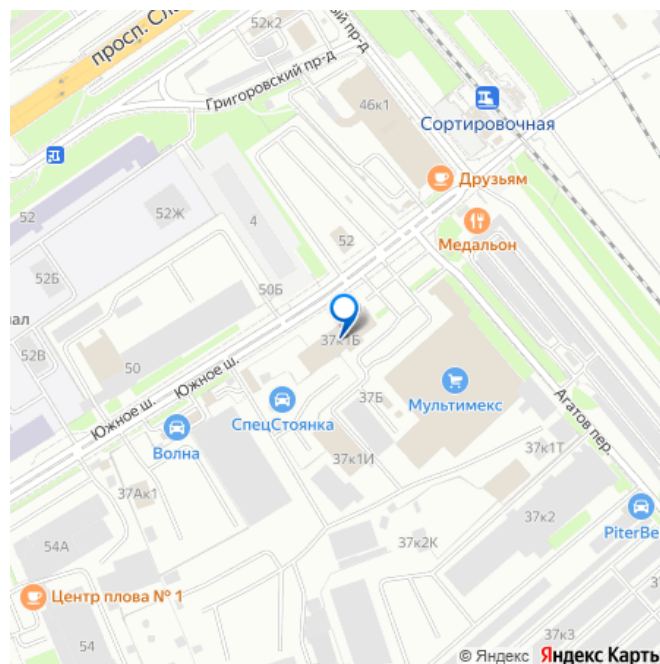 52к2
просп. Сла
ый пр-д
Григоровский пр-д
46к1
Сортировочная
Друзьям
52
52Ж
4
52
Медальон
52Б
50Б
ал
37к1Б
52В
50
Южное ш.
37Б
Мультимекс
Южное ш.
СпецСтоянка
Агатов пер.
Волна
37к1И
37к1Т
37Ак1
37к2
PiterBe
54А
37к2К
Центр плова № 1
54
37к3
© Яндекс Яндекс Карты